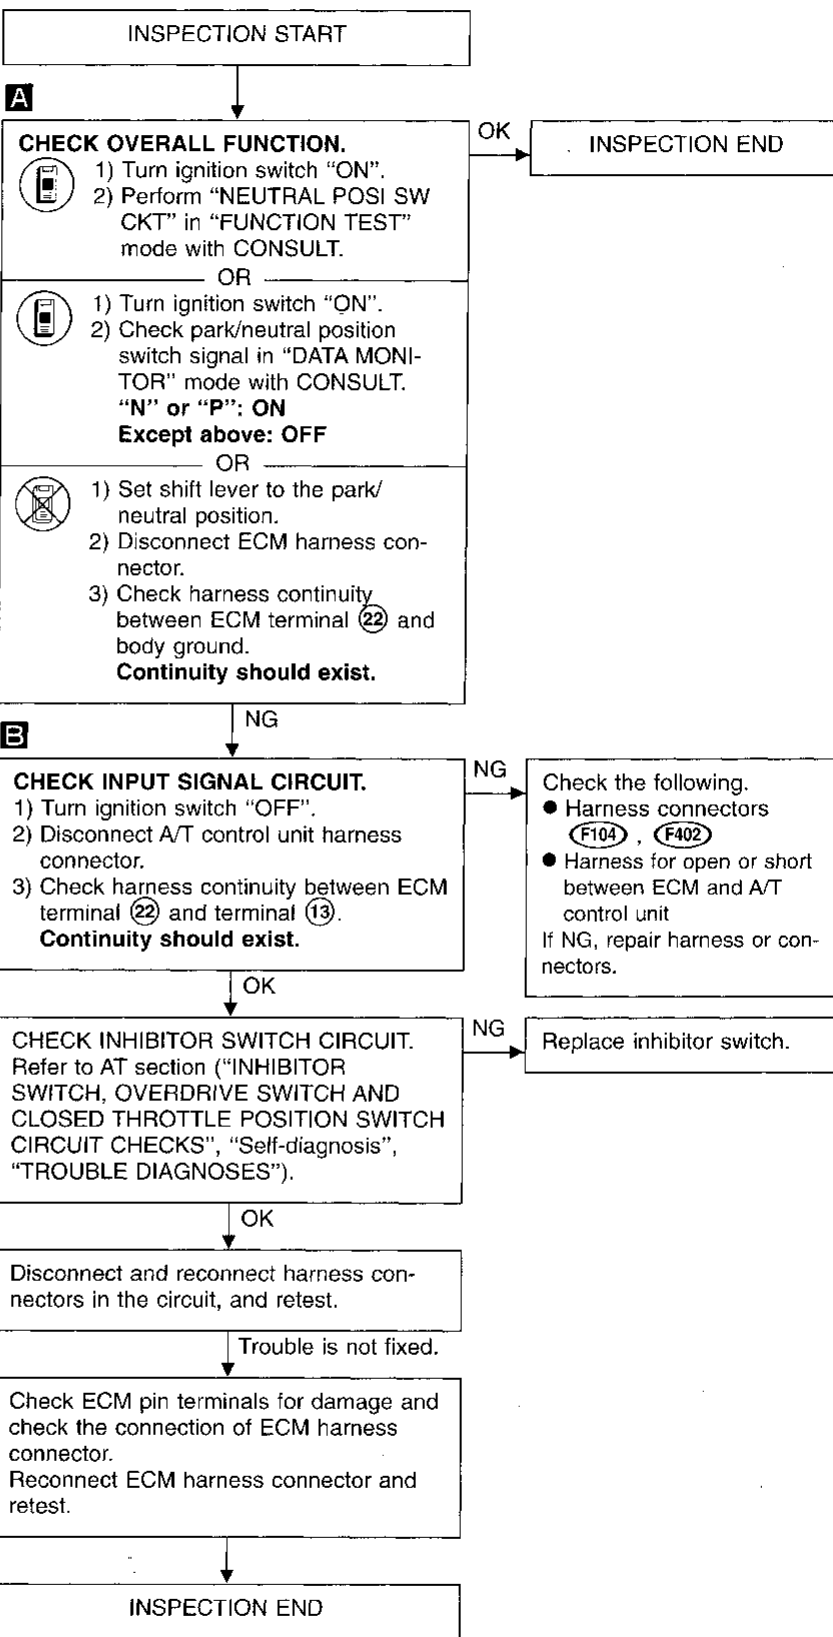 INSPECTION START
A
CHECK OVERALL FUNCTION.
1) Turn ignition switch “ON”.
2) Perform “NEUTRAL POSI SW
CKT” in “FUNCTION TEST”
mode with CONSULT.
OR
1) Turn ignition switch “ON”.
2) Check park/neutral position
switch signal in “DATA MONI-
TOR” mode with CONSULT.
“N” or “P”: ON
Except above: OFF
OR
1) Set shift lever to the park/
neutral position.
2) Disconnect ECM harness con-
nector.
3) Check harness continuity
between ECM terminal 22 and
body ground.
Continuity should exist.
OK
INSPECTION END
NG
B
CHECK INPUT SIGNAL CIRCUIT.
1) Turn ignition switch “OFF”.
2) Disconnect A/T control unit harness
connector.
3) Check harness continuity between ECM
terminal 22 and terminal 13.
Continuity should exist.
NG
Check the following.
● Harness connectors
F104 , F402
● Harness for open or short
between ECM and A/T
control unit
If NG, repair harness or con-
nectors.
OK
CHECK INHIBITOR SWITCH CIRCUIT.
Refer to AT section (“INHIBITOR
SWITCH, OVERDRIVE SWITCH AND
CLOSED THROTTLE POSITION SWITCH
CIRCUIT CHECKS”, “Self-diagnosis”,
“TROUBLE DIAGNOSES”).
NG
Replace inhibitor switch.
OK
Disconnect and reconnect harness con-
nectors in the circuit, and retest.
Trouble is not fixed.
Check ECM pin terminals for damage and
check the connection of ECM harness
connector.
Reconnect ECM harness connector and
retest.
INSPECTION END